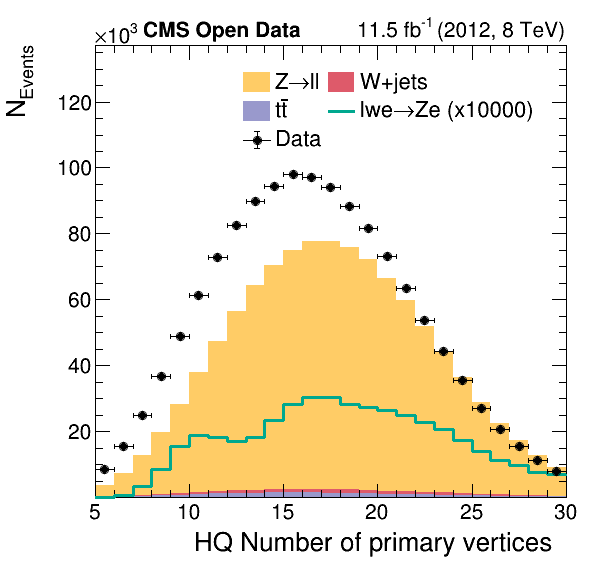 ×10³ CMS Open Data 11.5 fb⁻¹ (2012, 8 TeV)
N_Events
Z→ll W+jets
tt̄ lwe→Ze (x10000)
Data
120
100
80
60
40
20
5 10 15 20 25 30
HQ Number of primary vertices